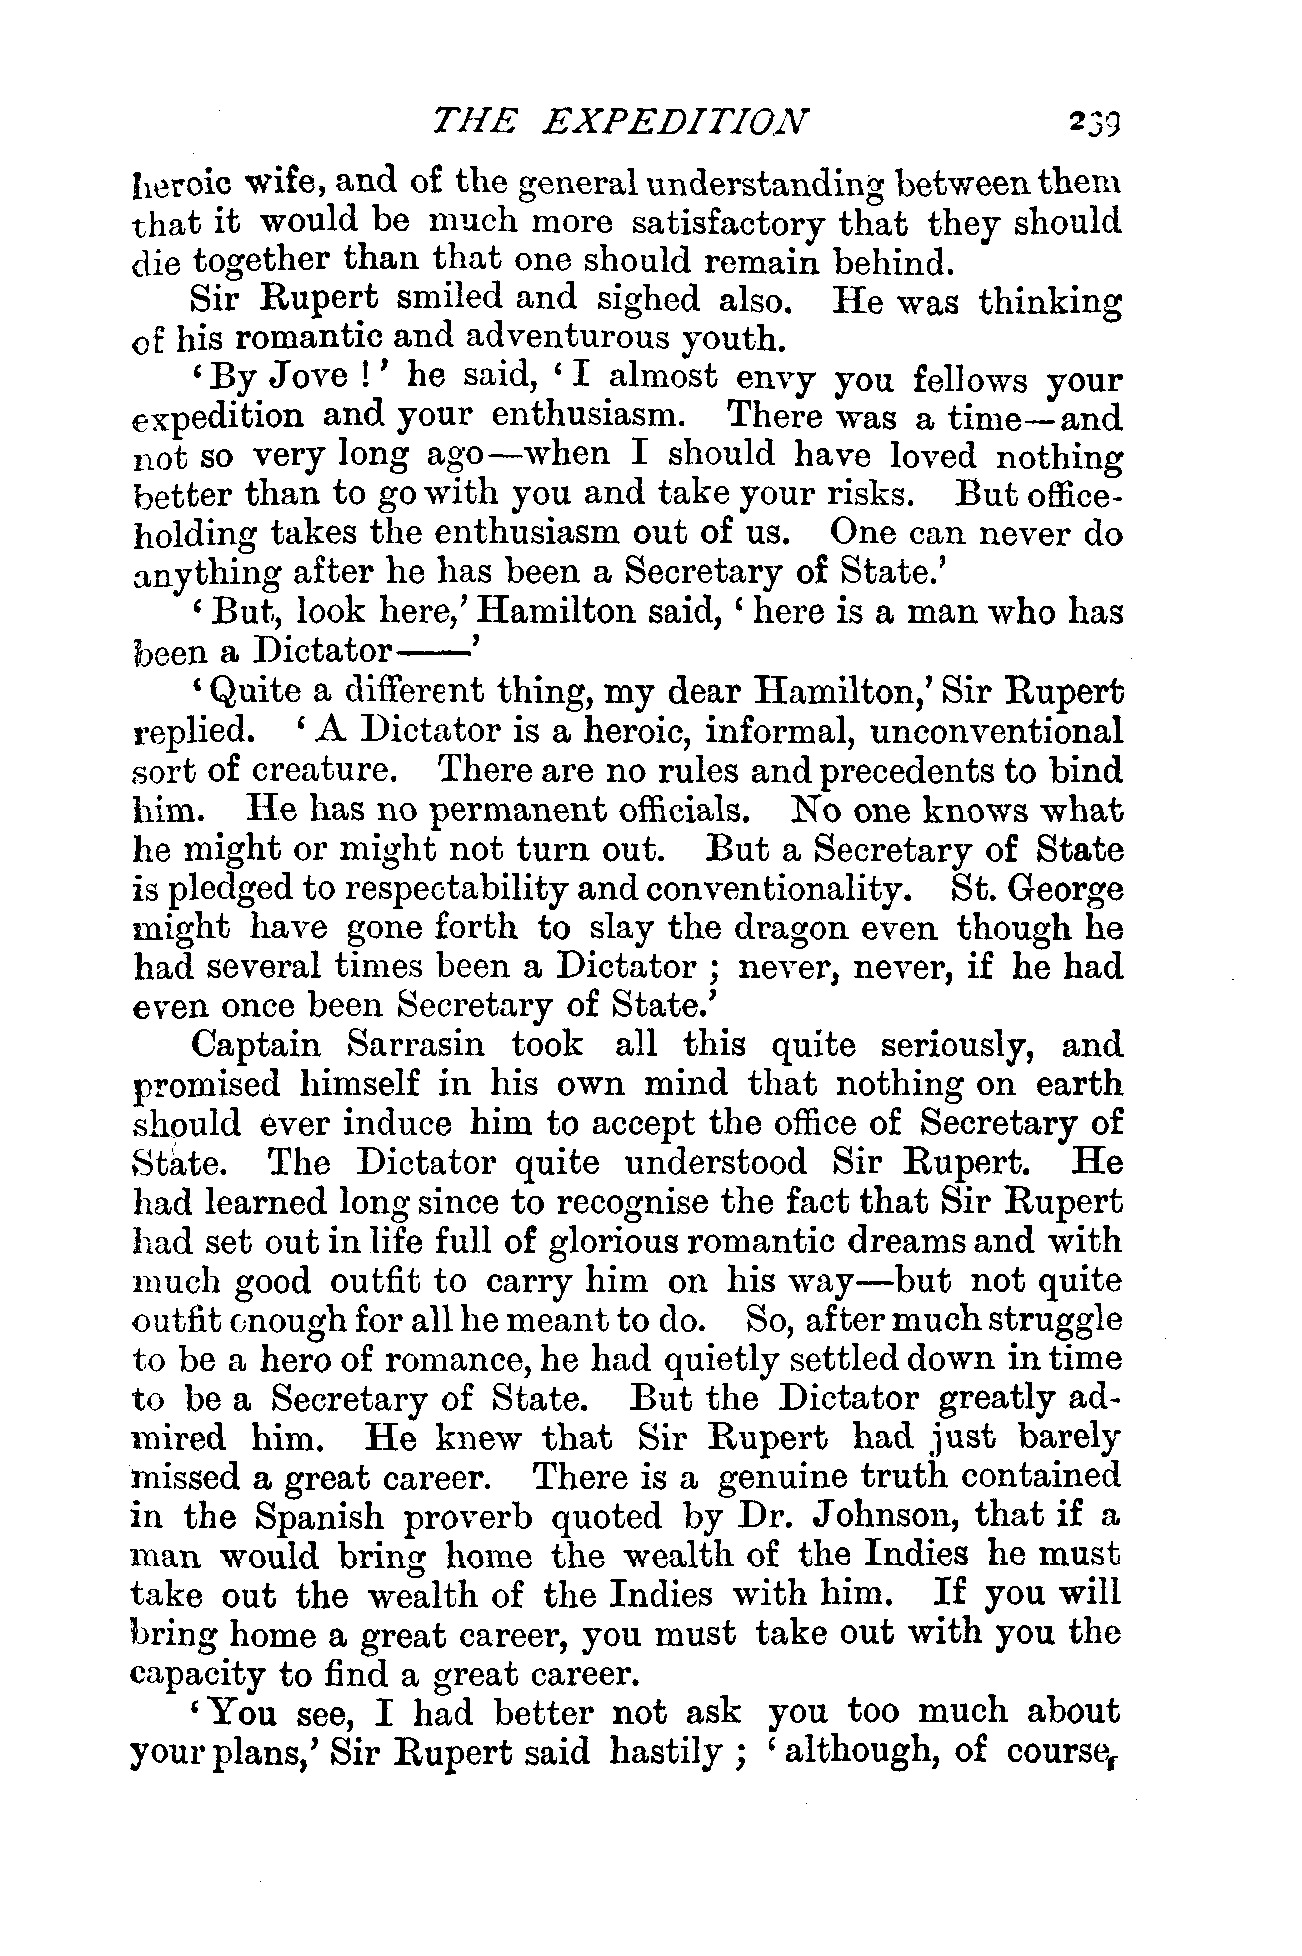 THE EXPEDITION 239
heroic wife, and of the general understanding between them
that it would be much more satisfactory that they should
die together than that one should remain behind.
Sir Rupert smiled and sighed also. He was thinking
of his romantic and adventurous youth.
‘By Jove !’ he said, ‘I almost envy you fellows your
expedition and your enthusiasm. There was a time—and
not so very long ago—when I should have loved nothing
better than to go with you and take your risks. But office-
holding takes the enthusiasm out of us. One can never do
anything after he has been a Secretary of State.’
‘But, look here,’ Hamilton said, ‘here is a man who has
been a Dictator——’
‘Quite a different thing, my dear Hamilton,’ Sir Rupert
replied. ‘A Dictator is a heroic, informal, unconventional
sort of creature. There are no rules and precedents to bind
him. He has no permanent officials. No one knows what
he might or might not turn out. But a Secretary of State
is pledged to respectability and conventionality. St. George
might have gone forth to slay the dragon even though he
had several times been a Dictator ; never, never, if he had
even once been Secretary of State.’
Captain Sarrasin took all this quite seriously, and
promised himself in his own mind that nothing on earth
should ever induce him to accept the office of Secretary of
State. The Dictator quite understood Sir Rupert. He
had learned long since to recognise the fact that Sir Rupert
had set out in life full of glorious romantic dreams and with
much good outfit to carry him on his way—but not quite
outfit enough for all he meant to do. So, after much struggle
to be a hero of romance, he had quietly settled down in time
to be a Secretary of State. But the Dictator greatly ad-
mired him. He knew that Sir Rupert had just barely
missed a great career. There is a genuine truth contained
in the Spanish proverb quoted by Dr. Johnson, that if a
man would bring home the wealth of the Indies he must
take out the wealth of the Indies with him. If you will
bring home a great career, you must take out with you the
capacity to find a great career.
‘You see, I had better not ask you too much about
your plans,’ Sir Rupert said hastily ; ‘although, of course,